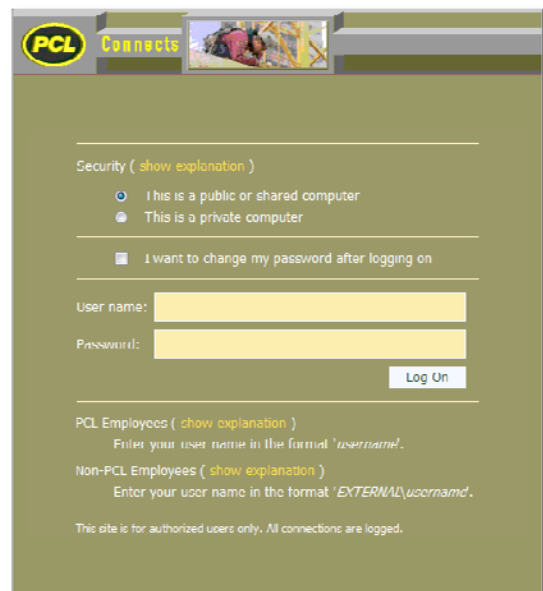 PCL Connects
Security ( show explanation )
This is a public or shared computer
This is a private computer
I want to change my password after logging on
User name:
Password:
Log On
PCL Employees ( show explanation )
Enter your user name in the format 'username'.
Non-PCL Employees ( show explanation )
Enter your user name in the format 'EXTERNAL\username'.
This site is for authorized users only. All connections are logged.